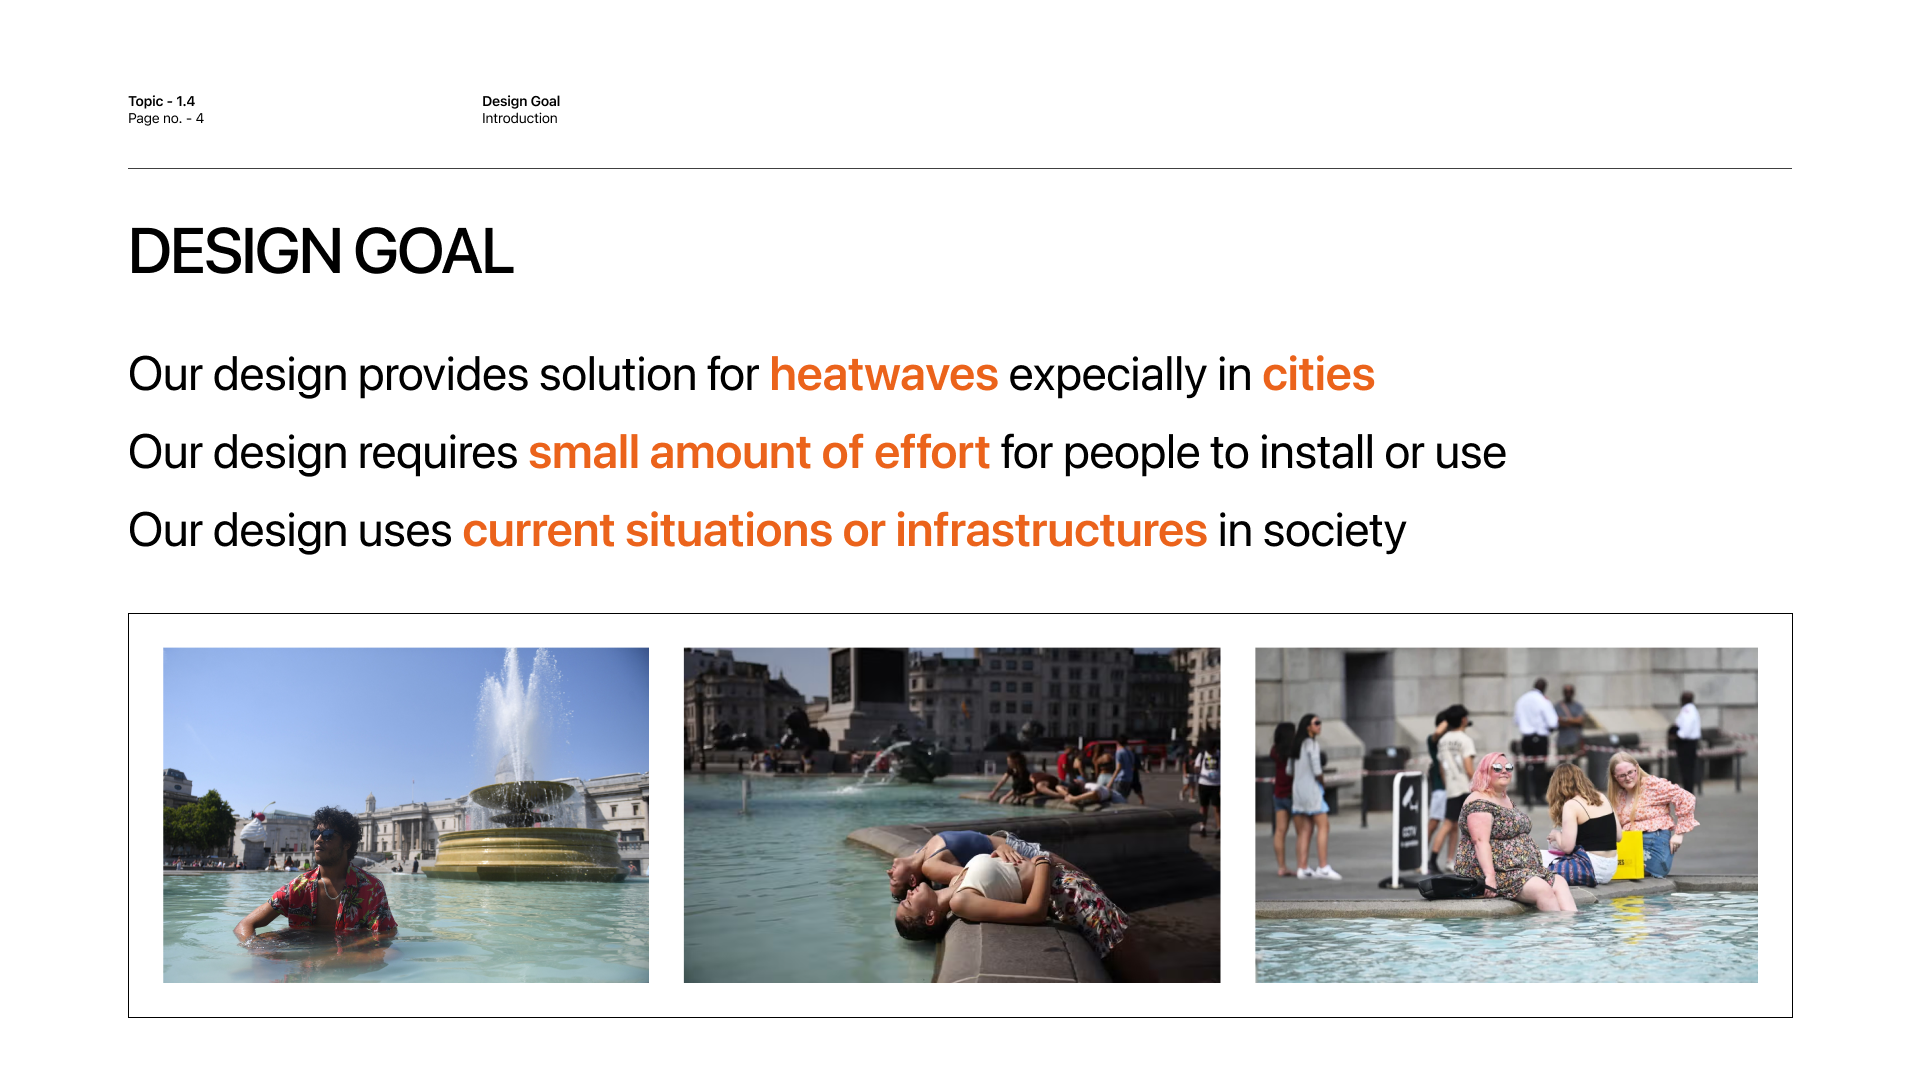 Topic - 1.4
Page no. - 4
Design Goal
Introduction
DESIGN GOAL
Our design provides solution for heatwaves expecially in cities
Our design requires small amount of effort for people to install or use
Our design uses current situations or infrastructures in society
CCTV